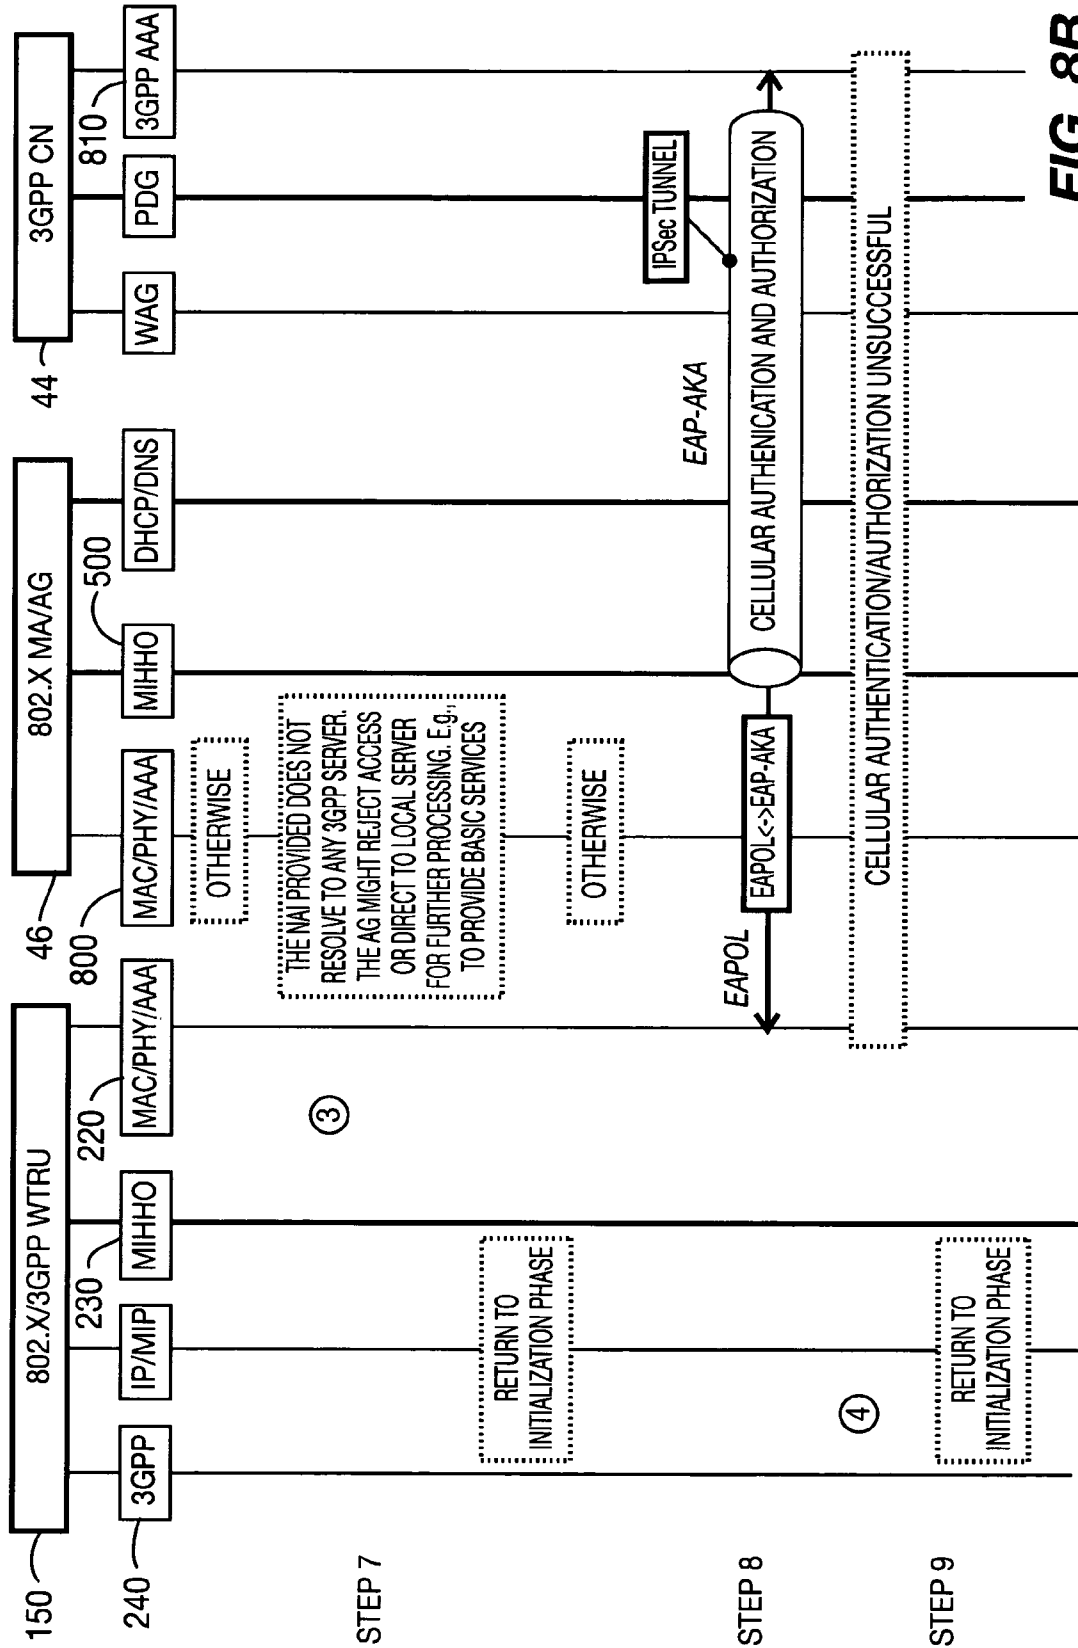 150
802.X/3GPP WTRU
46
802.X MA/AG
44
3GPP CN
240
3GPP
IP/MIP
230
MIHHO
220
MAC/PHY/AAA
800
MAC/PHY/AAA
MIHHO
500
DHCP/DNS
WAG
PDG
810
3GPP AAA
OTHERWISE
STEP 7
3
THE NAI PROVIDED DOES NOT
RESOLVE TO ANY 3GPP SERVER.
THE AG MIGHT REJECT ACCESS
OR DIRECT TO LOCAL SERVER
FOR FURTHER PROCESSING. E.g.,
TO PROVIDE BASIC SERVICES
RETURN TO
INITIALIZATION PHASE
OTHERWISE
STEP 8
EAPOL
EAPOL<->EAP-AKA
EAP-AKA
IPSec TUNNEL
CELLULAR AUTHENICATION AND AUTHORIZATION
4
CELLULAR AUTHENTICATION/AUTHORIZATION UNSUCCESSFUL
STEP 9
RETURN TO
INITIALIZATION PHASE
FIG. 8B